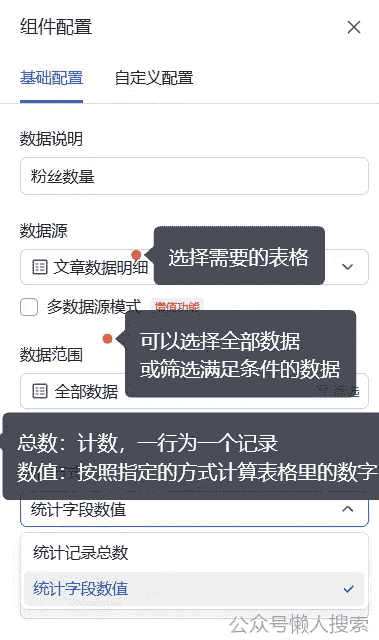 组件配置
基础配置 自定义配置
数据说明
粉丝数量
数据源
文章数据明细
选择需要的表格
多数据源模式 增值功能
可以选择全部数据
或筛选满足条件的数据
数据范围
全部数据
总数：计数，一行为一个记录
数值：按照指定的方式计算表格里的数字
统计字段数值
统计记录总数
统计字段数值
公众号懒人搜索